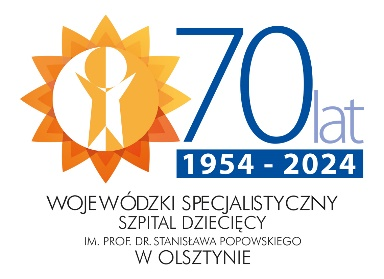 70 lat
1954 - 2024
WOJEWÓDZKI SPECJALISTYCZNY
SZPITAL DZIECIĘCY
IM. PROF. DR. STANISŁAWA POPOWSKIEGO
W OLSZTYNIE